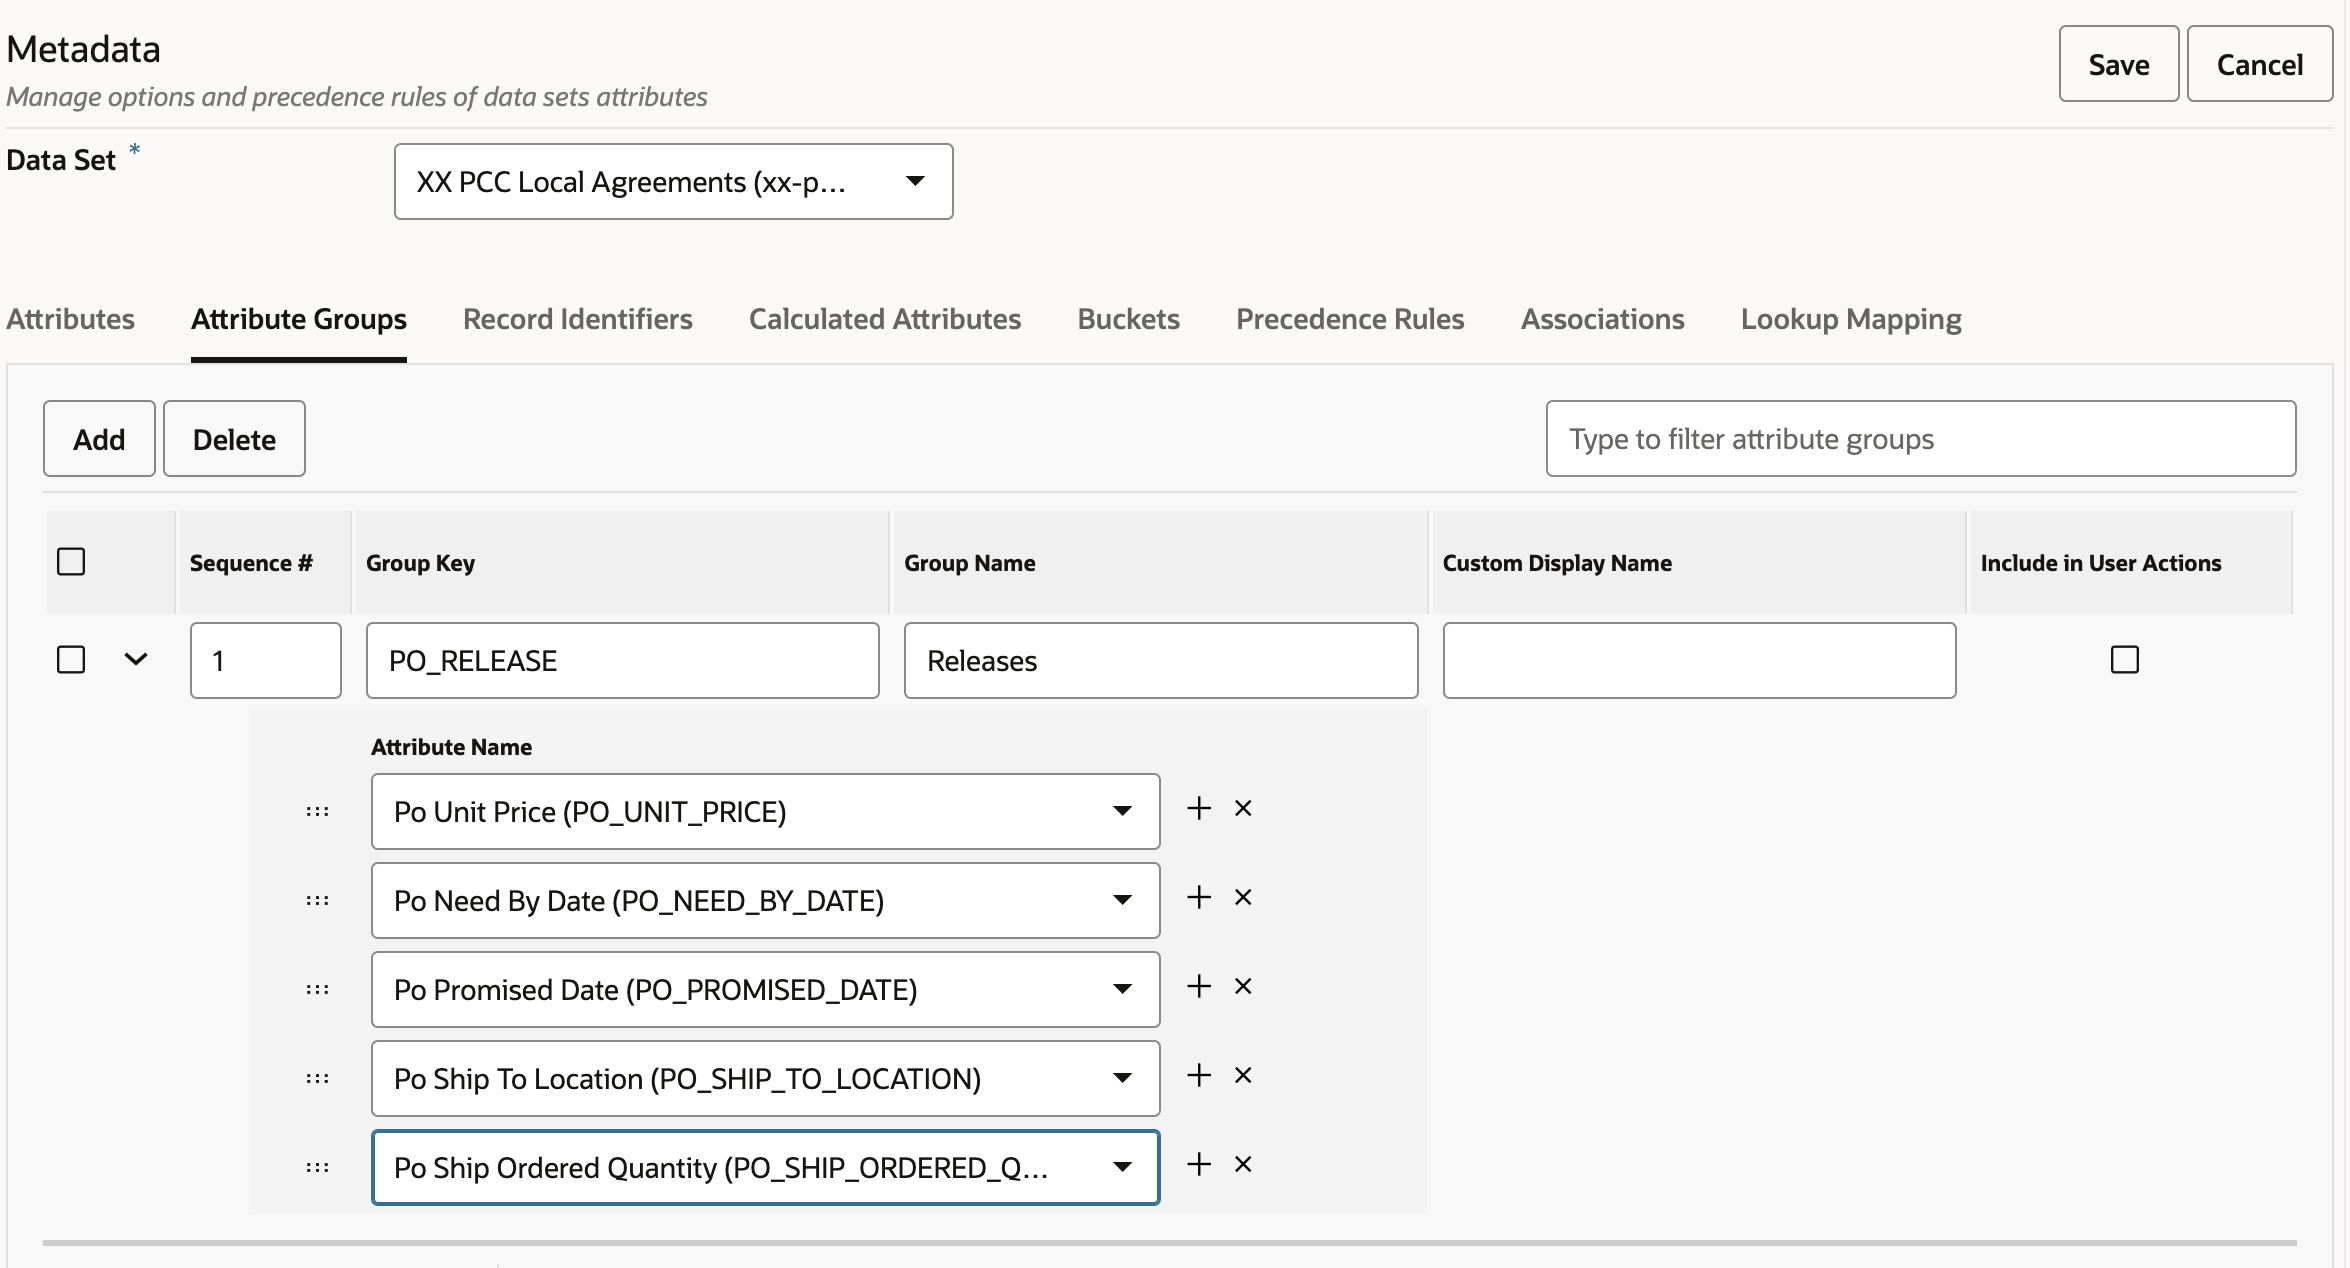 Metadata
Save
Cancel
Manage options and precedence rules of data sets attributes
Data Set *
XX PCC Local Agreements (xx-p...
Attributes
Attribute Groups
Record Identifiers
Calculated Attributes
Buckets
Precedence Rules
Associations
Lookup Mapping
Add
Delete
Type to filter attribute groups
Sequence #
Group Key
Group Name
Custom Display Name
Include in User Actions
1
PO_RELEASE
Releases
Attribute Name
Po Unit Price (PO_UNIT_PRICE)
Po Need By Date (PO_NEED_BY_DATE)
Po Promised Date (PO_PROMISED_DATE)
Po Ship To Location (PO_SHIP_TO_LOCATION)
Po Ship Ordered Quantity (PO_SHIP_ORDERED_Q...